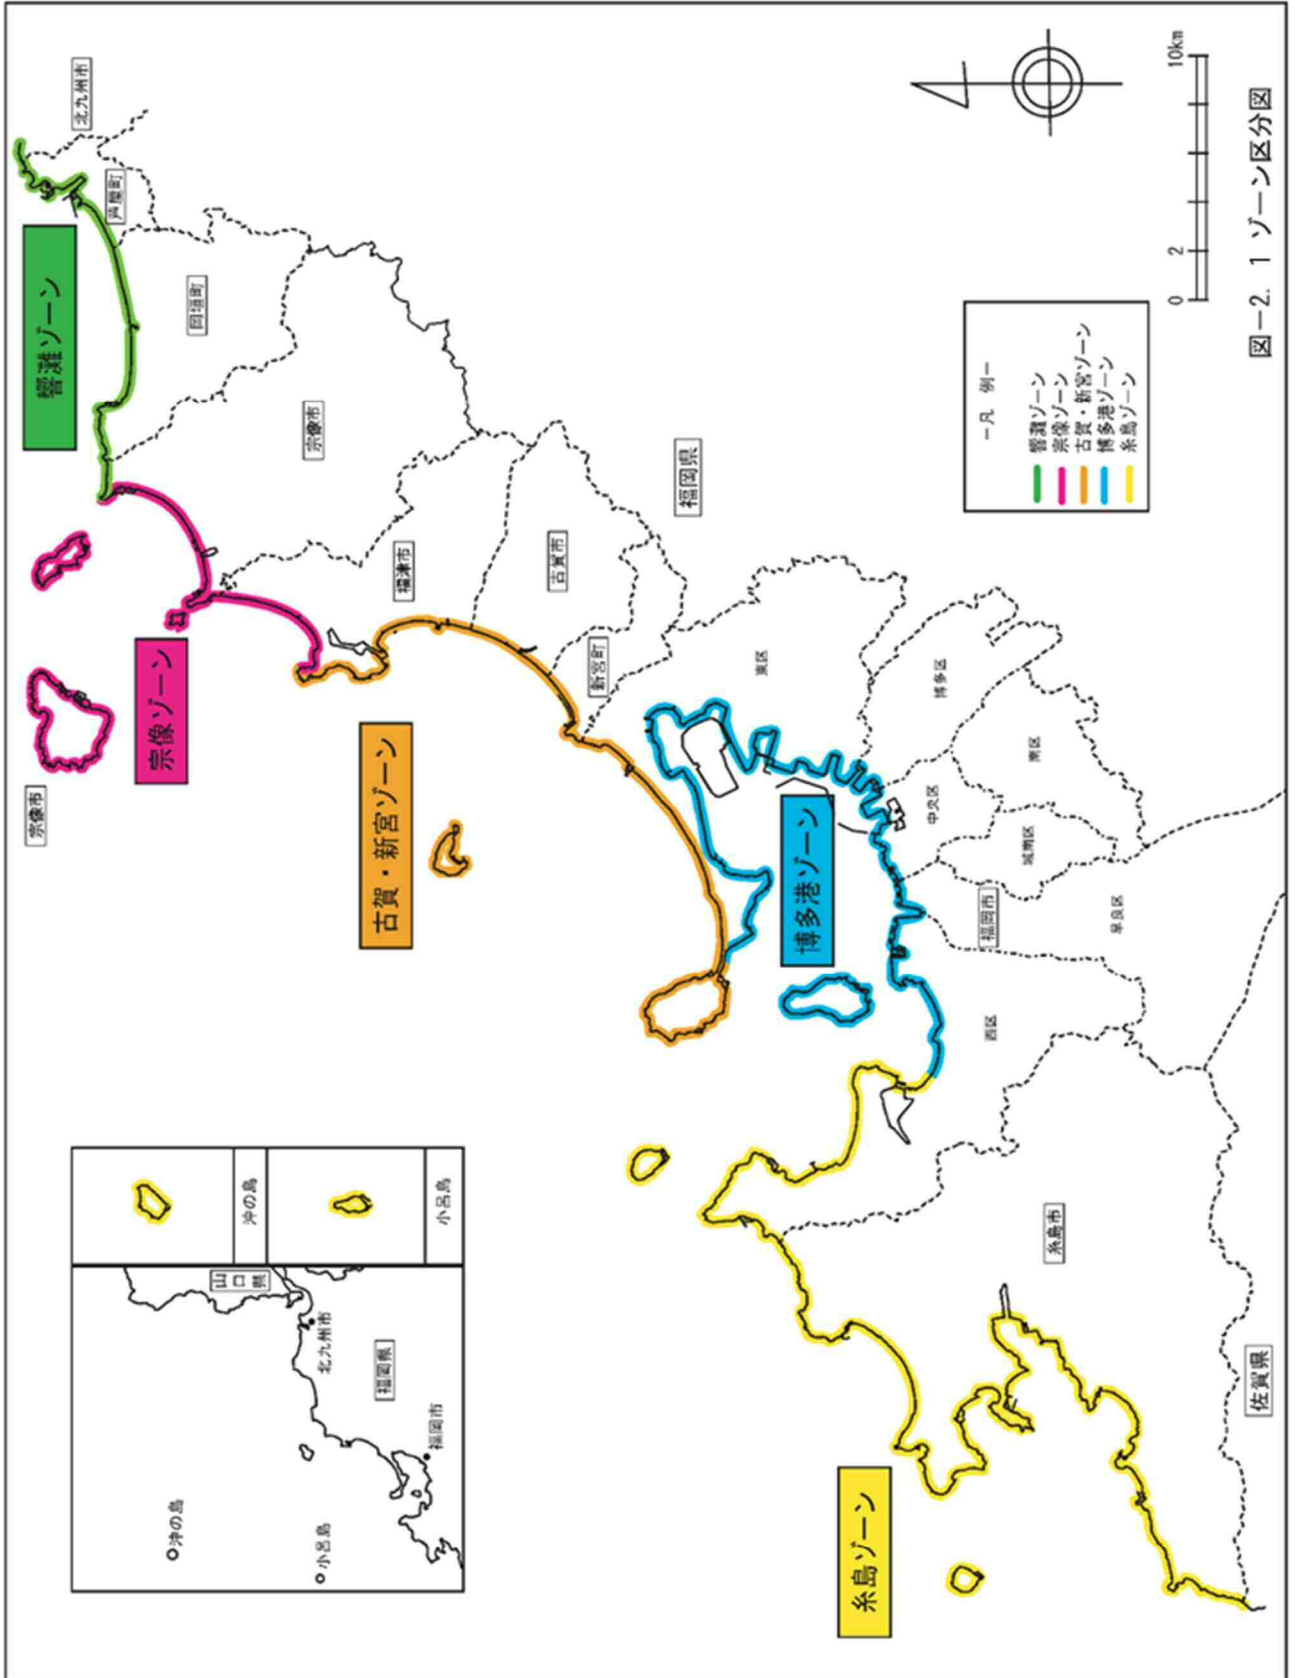 北九州市
芦屋町
響灘ゾーン
岡垣町
宗像市
宗像ゾーン
宗像市
福津市
古賀市
福岡県
新宮町
古賀・新宮ゾーン
東区
博多区
南区
中央区
城南区
福岡市
早良区
博多港ゾーン
西区
糸島市
糸島ゾーン
佐賀県
沖の島
小呂島
山口県
北九州市
福岡県
福岡市
沖の島
小呂島
-凡 例-
響灘ゾーン
宗像ゾーン
古賀・新宮ゾーン
博多港ゾーン
糸島ゾーン
0 2 10km
図-2. 1 ゾーン区分図